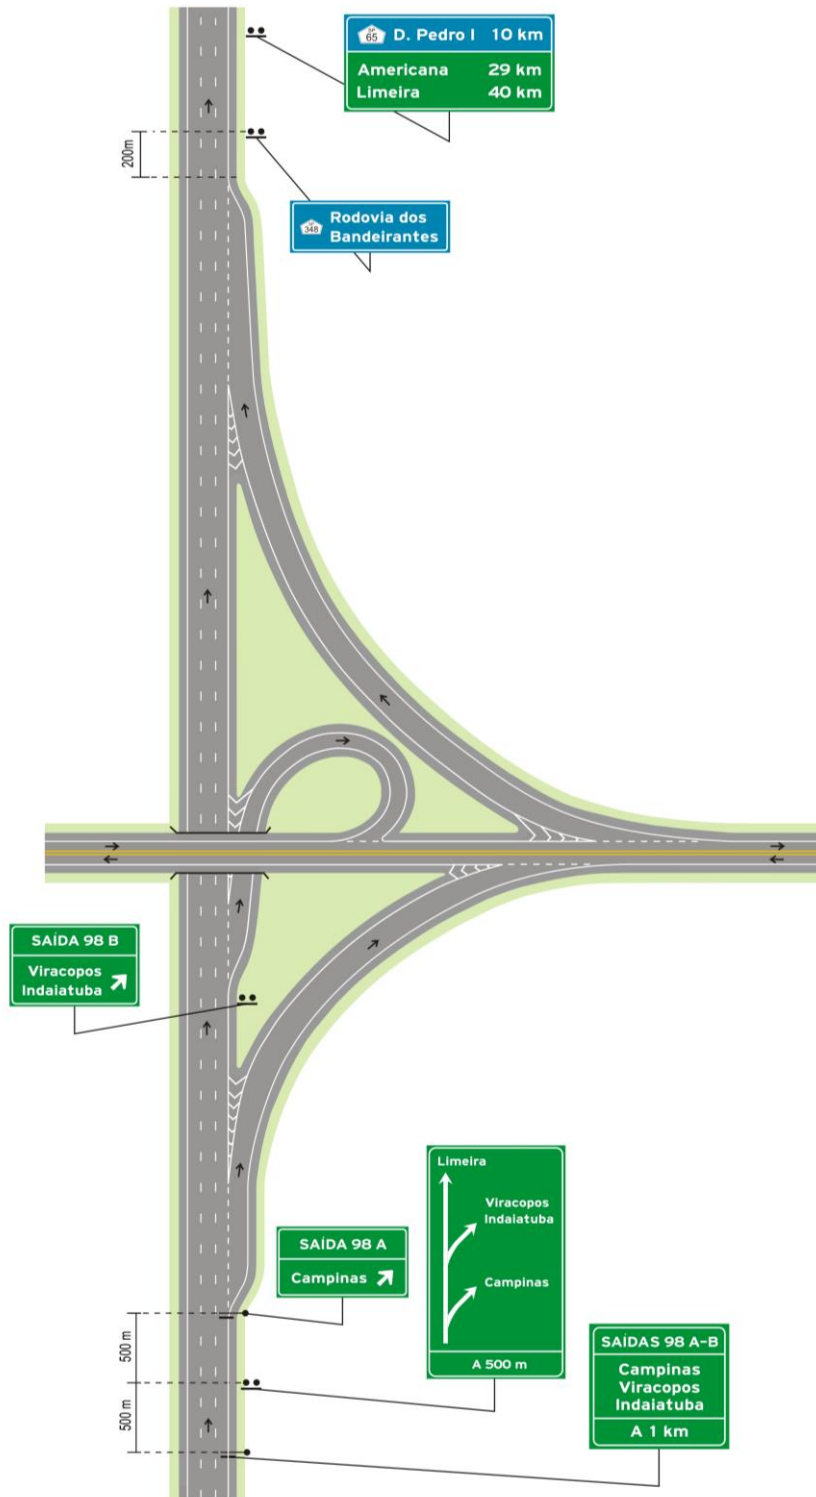 SP
65
D. Pedro I 10 km
Americana 29 km
Limeira 40 km
200m
SP
348
Rodovia dos
Bandeirantes
SAÍDA 98 B
Viracopos
Indaiatuba
Limeira
Viracopos
Indaiatuba
Campinas
A 500 m
SAÍDA 98 A
Campinas
500 m
500 m
SAÍDAS 98 A-B
Campinas
Viracopos
Indaiatuba
A 1 km